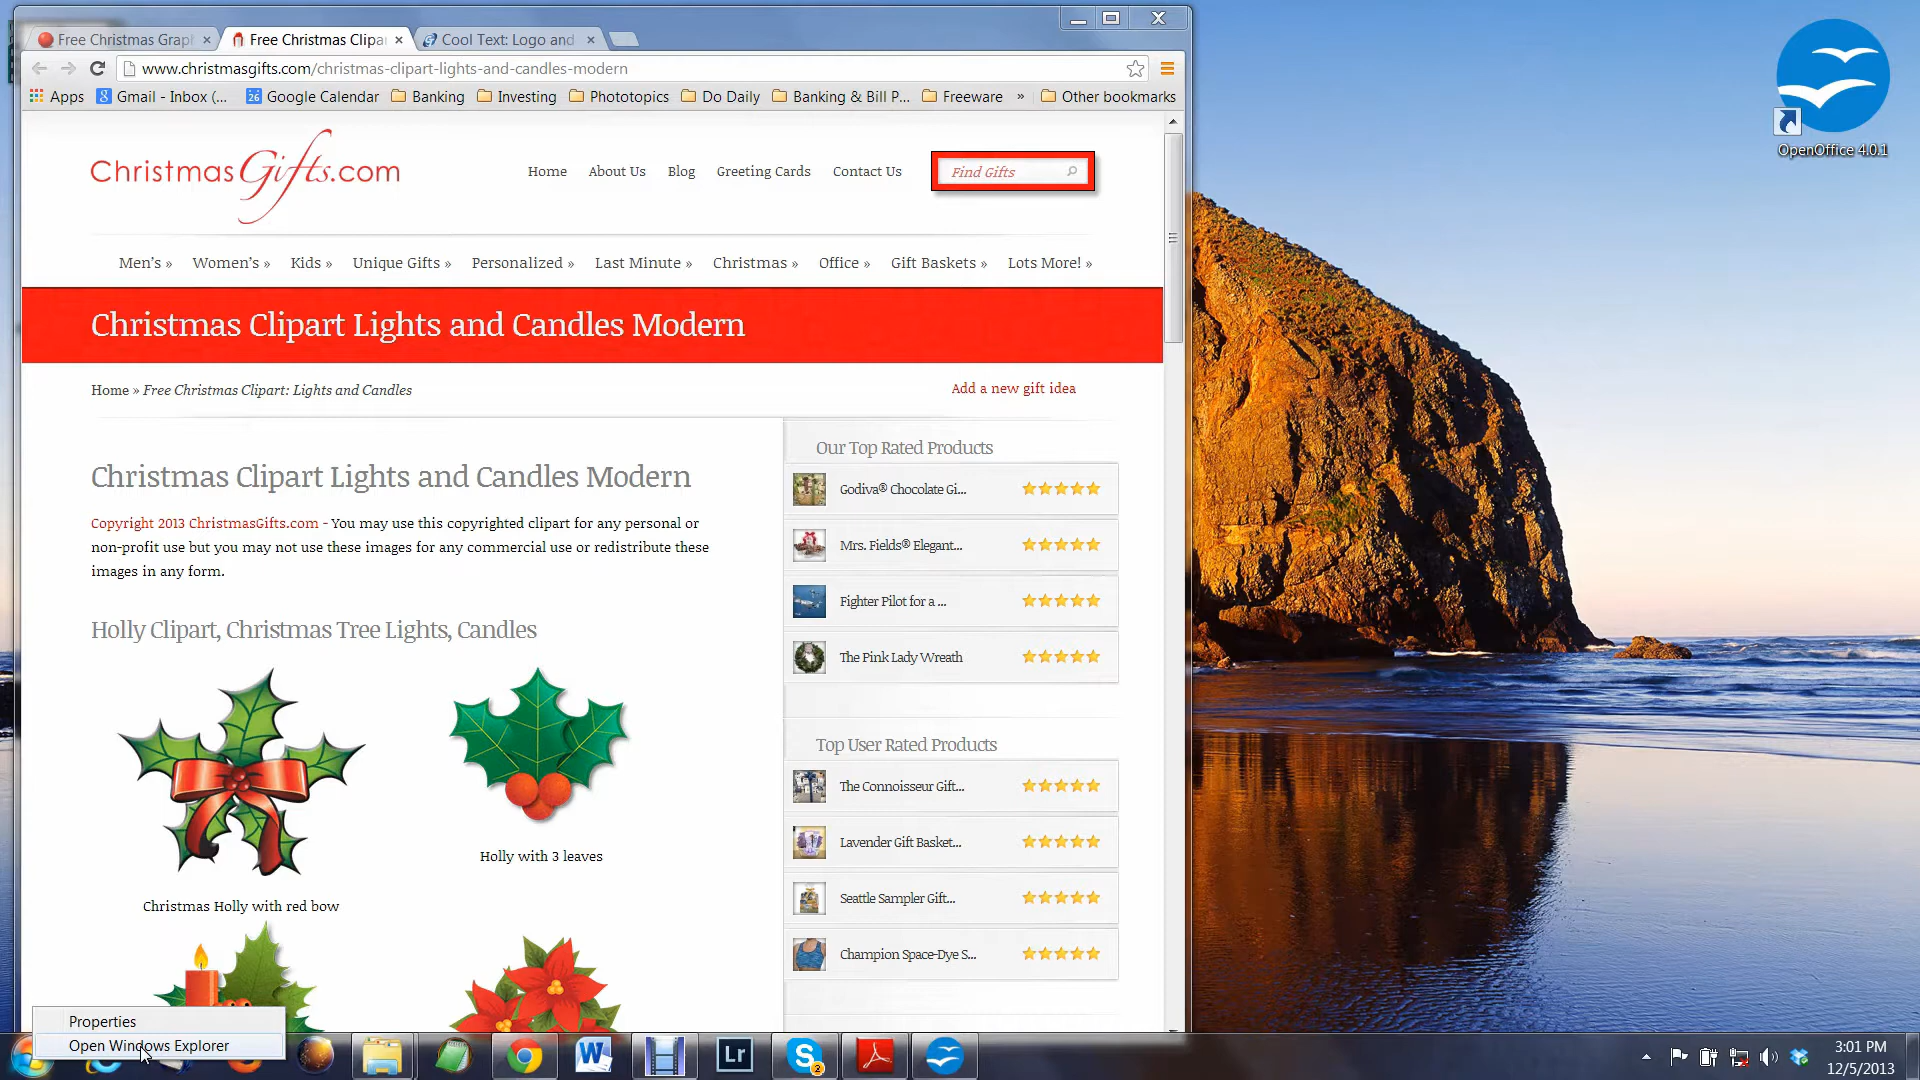 Free Christmas Grap
Free Christmas Clipa
Cool Text: Logo and
www.christmasgifts.com/christmas-clipart-lights-and-candles-modern
Apps
Gmail - Inbox (...
26
Google Calendar
Banking
Investing
Phototopics
Do Daily
Banking & Bill P...
Freeware
»
Other bookmarks
ChristmasGifts.com
Home
About Us
Blog
Greeting Cards
Contact Us
Find Gifts
Men's »
Women's »
Kids »
Unique Gifts »
Personalized »
Last Minute »
Christmas »
Office »
Gift Baskets »
Lots More! »
Christmas Clipart Lights and Candles Modern
Home » Free Christmas Clipart: Lights and Candles
Add a new gift idea
Christmas Clipart Lights and Candles Modern
Copyright 2013 ChristmasGifts.com - You may use this copyrighted clipart for any personal or
non-profit use but you may not use these images for any commercial use or redistribute these
images in any form.
Holly Clipart, Christmas Tree Lights, Candles
Holly with 3 leaves
Christmas Holly with red bow
Our Top Rated Products
Godiva® Chocolate Gi...
Mrs. Fields® Elegant...
Fighter Pilot for a ...
The Pink Lady Wreath
Top User Rated Products
The Connoisseur Gift...
Lavender Gift Basket...
Seattle Sampler Gift...
Champion Space-Dye S...
OpenOffice 4.0.1
Properties
Open Windows Explorer
W
Lr
S
2
3:01 PM
12/5/2013